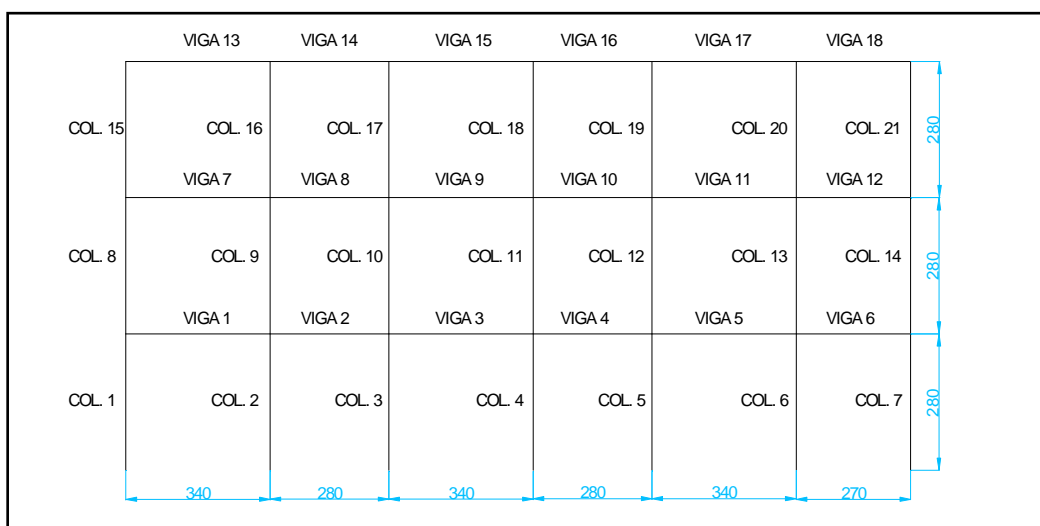 VIGA 13 VIGA 14 VIGA 15 VIGA 16 VIGA 17 VIGA 18
COL. 15 COL. 16 COL. 17 COL. 18 COL. 19 COL. 20 COL. 21 280
VIGA 7 VIGA 8 VIGA 9 VIGA 10 VIGA 11 VIGA 12
COL. 8 COL. 9 COL. 10 COL. 11 COL. 12 COL. 13 COL. 14 280
VIGA 1 VIGA 2 VIGA 3 VIGA 4 VIGA 5 VIGA 6
COL. 1 COL. 2 COL. 3 COL. 4 COL. 5 COL. 6 COL. 7 280
340 280 340 280 340 270